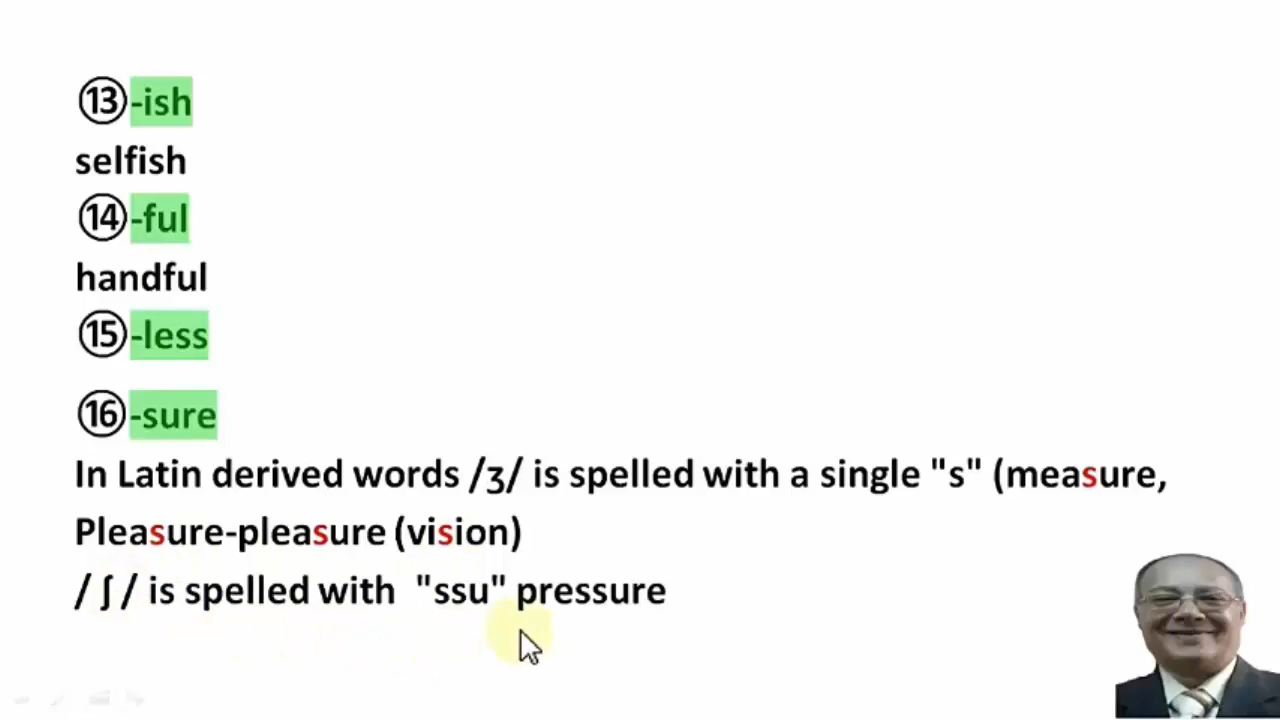 ⑬-ish
selfish
⑭-ful
handful
⑮-less
⑯-sure
In Latin derived words /ʒ/ is spelled with a single "s" (measure,
Pleasure-pleasure (vision)
/ ʃ / is spelled with  "ssu" pressure